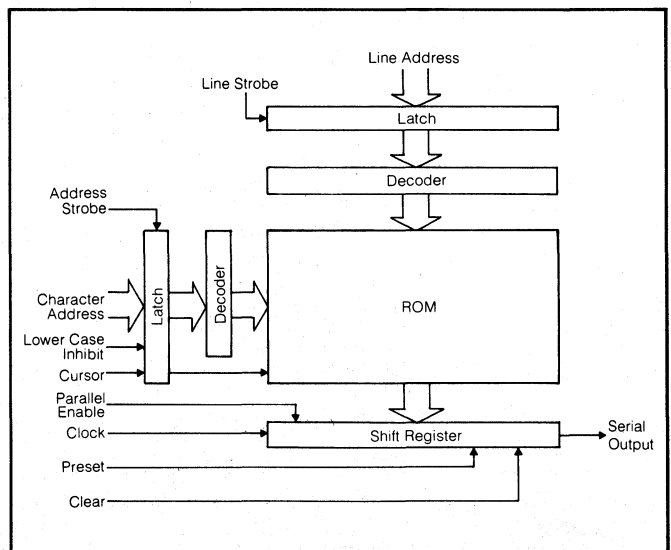 Line Address
Line Strobe
Latch
Decoder
Address
Strobe
Latch
Decoder
ROM
Character
Address
Lower Case
Inhibit
Cursor
Parallel
Enable
Clock
Shift Register
Serial
Output
Preset
Clear